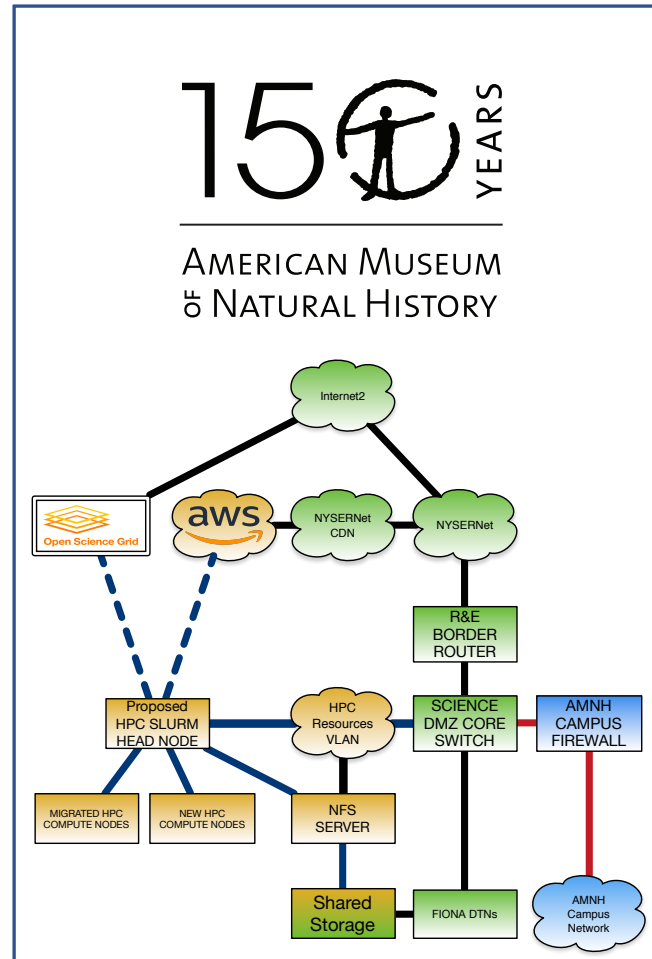 150
YEARS
AMERICAN MUSEUM
OF NATURAL HISTORY
Internet2
Open Science Grid
aws
NYSERNet
CDN
NYSERNet
R&E
BORDER
ROUTER
Proposed
HPC SLURM
HEAD NODE
HPC
Resources
VLAN
SCIENCE
DMZ CORE
SWITCH
AMNH
CAMPUS
FIREWALL
MIGRATED HPC
COMPUTE NODES
NEW HPC
COMPUTE NODES
NFS
SERVER
Shared
Storage
FIONA DTNs
AMNH
Campus
Network